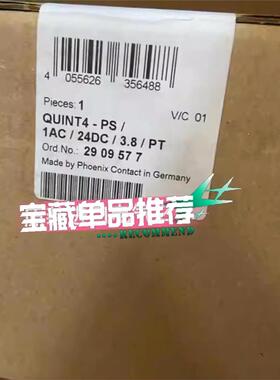 4 055626 356488
Pieces: 1
V/C 01
QUINT4 - PS /
1AC / 24DC / 3.8 / PT
Ord.No.: 29 09 57 7
Made by Phoenix Contact in Germany
宝藏单品推荐
RECOMMEND